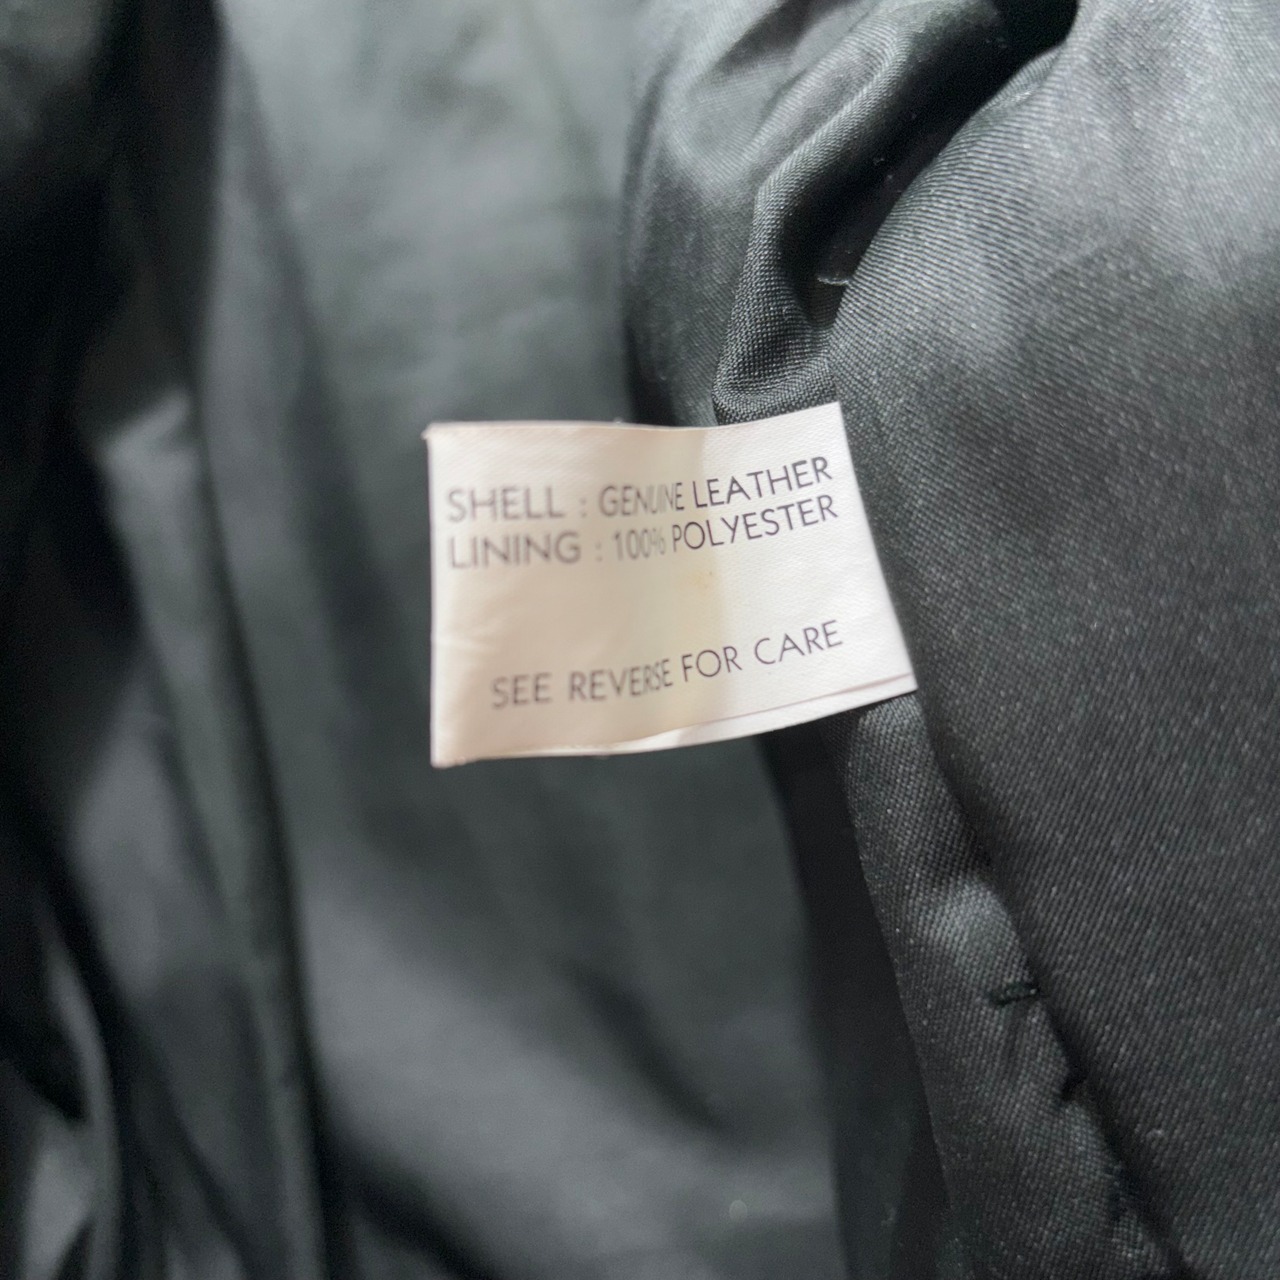 SHELL : GENUINE LEATHER
LINING : 100% POLYESTER
SEE REVERSE FOR CARE